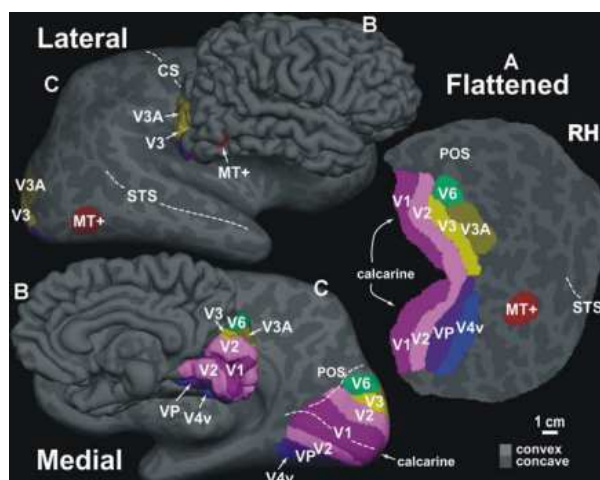 Lateral
B
A
Flattened
C
CS
V3A
V3
MT+
RH
POS
V6
V1
V2
V3
V3A
STS
V3A
V3
MT+
calcarine
MT+
STS
V1
V2
VP
V4v
B
C
V3
V6
V3A
V2
V2
V1
VP
V4v
POS
V6
V3
V2
V1
V2
VP
V4v
calcarine
Medial
1 cm
convex
concave